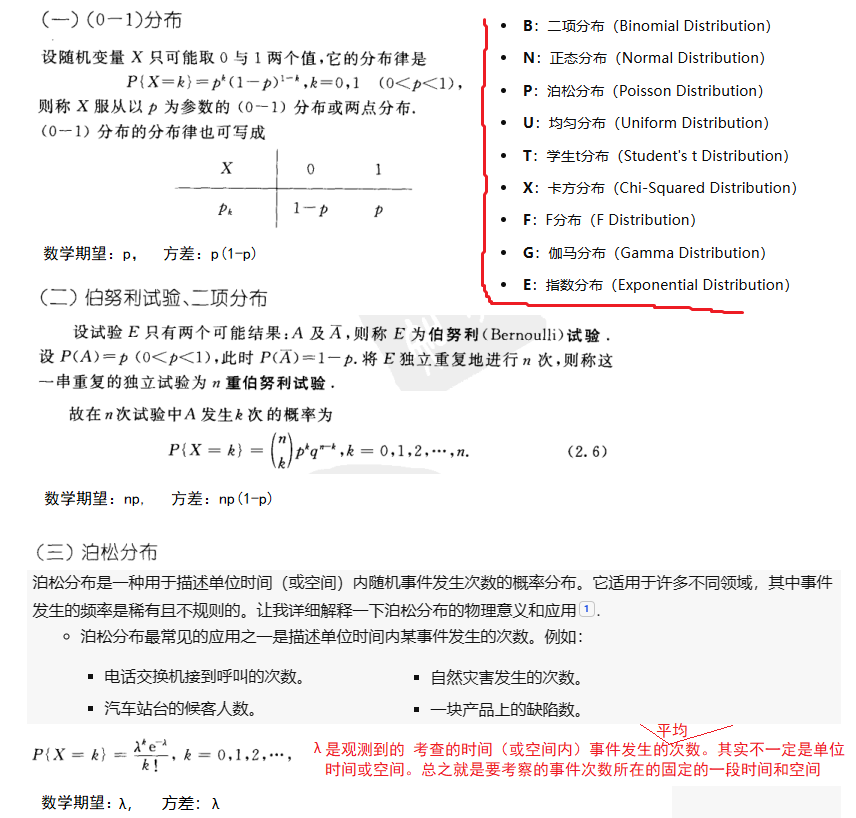 (一)(0—1)分布
设随机变量 X 只可能取 0 与 1 两个值,它的分布律是
P{X=k}=p^k(1-p)^{1-k},k=0,1 (0<p<1),
则称 X 服从以 p 为参数的 (0—1) 分布或两点分布.
(0—1) 分布的分布律也可写成
X 0 1
p_k 1-p p
数学期望：p， 方差：p(1-p)
• B：二项分布（Binomial Distribution）
• N：正态分布（Normal Distribution）
• P：泊松分布（Poisson Distribution）
• U：均匀分布（Uniform Distribution）
• T：学生t分布（Student's t Distribution）
• X：卡方分布（Chi-Squared Distribution）
• F：F分布（F Distribution）
• G：伽马分布（Gamma Distribution）
• E：指数分布（Exponential Distribution）
(二) 伯努利试验、二项分布
设试验 E 只有两个可能结果:A 及 A̅,则称 E 为伯努利(Bernoulli)试验.
设 P(A)=p (0<p<1),此时 P(A̅)=1-p.将 E 独立重复地进行 n 次,则称这
一串重复的独立试验为 n 重伯努利试验.
故在n次试验中A 发生k 次的概率为
P{X = k} = (n k) p^k q^{n-k}, k = 0,1,2,⋯,n. (2.6)
数学期望：np, 方差：np(1-p)
(三) 泊松分布
泊松分布是一种用于描述单位时间（或空间）内随机事件发生次数的概率分布。它适用于许多不同领域，其中事件
发生的频率是稀有且不规则的。让我详细解释一下泊松分布的物理意义和应用 1 .
○ 泊松分布最常见的应用之一是描述单位时间内某事件发生的次数。例如：
▪ 电话交换机接到呼叫的次数。 ▪ 自然灾害发生的次数。
▪ 汽车站台的候客人数。 ▪ 一块产品上的缺陷数。
平均
P{X = k} = λ^k e^{-λ} / k!, k = 0,1,2,⋯, λ是观测到的 考查的时间（或空间内）事件发生的次数。其实不一定是单位
时间或空间。总之就是要考察的事件次数所在的固定的一段时间和空间
数学期望：λ, 方差：λ